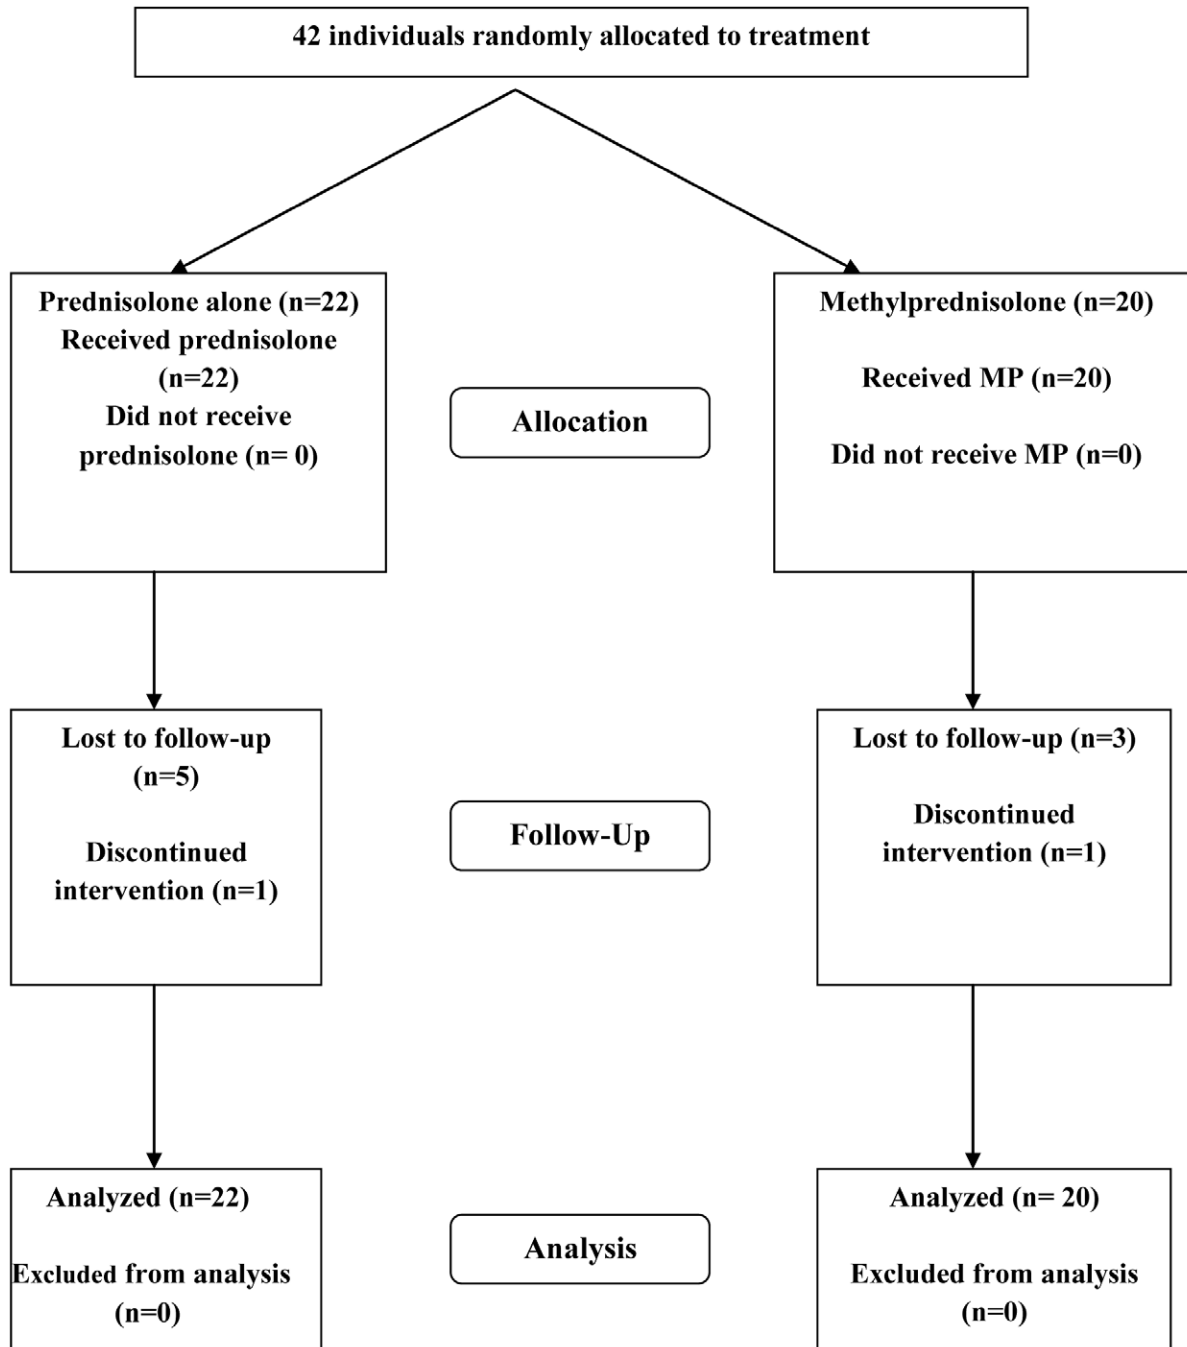 42 individuals randomly allocated to treatment
Prednisolone alone (n=22)
Received prednisolone
(n=22)
Did not receive
prednisolone (n= 0)
Allocation
Methylprednisolone (n=20)
Received MP (n=20)
Did not receive MP (n=0)
Lost to follow-up
(n=5)
Discontinued
intervention (n=1)
Follow-Up
Lost to follow-up (n=3)
Discontinued
intervention (n=1)
Analyzed (n=22)
Excluded from analysis
(n=0)
Analysis
Analyzed (n= 20)
Excluded from analysis
(n=0)